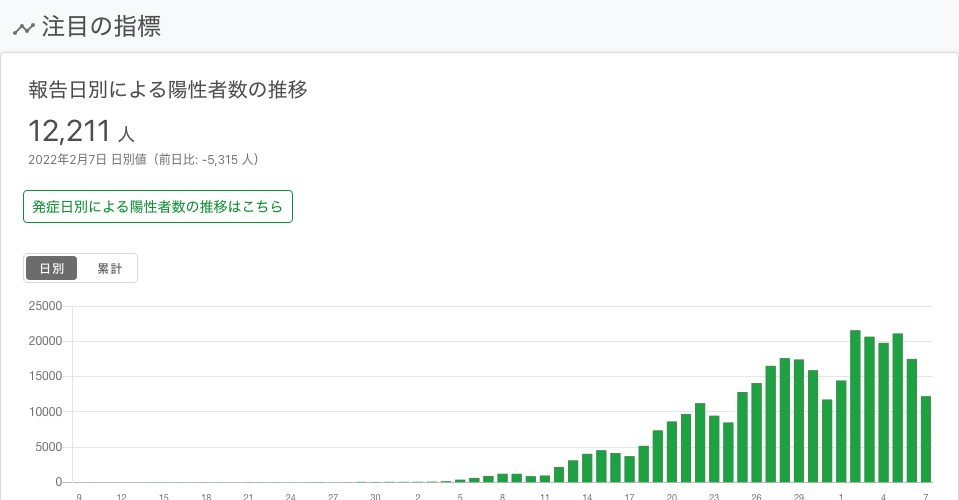 注目の指標
報告日別による陽性者数の推移
12,211 人
2022年2月7日 日別値（前日比: -5,315 人）
発症日別による陽性者数の推移はこちら
日別 累計
25000
20000
15000
10000
5000
0
9 12 15 18 21 24 27 30 2 5 8 11 14 17 20 23 26 29 1 4 7